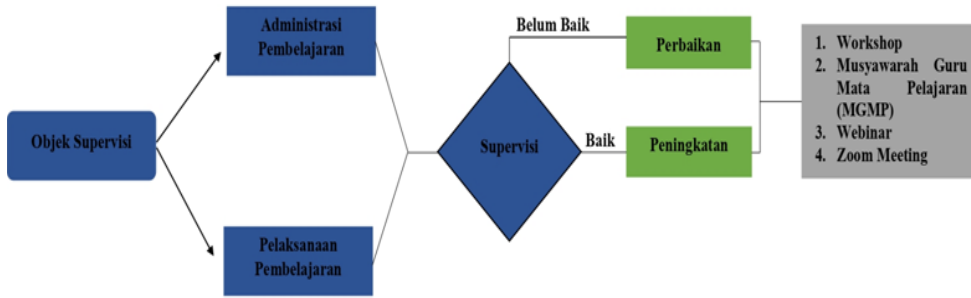 Objek Supervisi
Administrasi
Pembelajaran
Pelaksanaan
Pembelajaran
Supervisi
Belum Baik
Baik
Perbaikan
Peningkatan
1. Workshop
2. Musyawarah Guru
Mata Pelajaran
(MGMP)
3. Webinar
4. Zoom Meeting